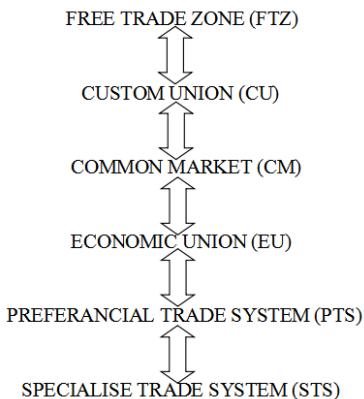 FREE TRADE ZONE (FTZ)
CUSTOM UNION (CU)
COMMON MARKET (CM)
ECONOMIC UNION (EU)
PREFERANCIAL TRADE SYSTEM (PTS)
SPECIALISE TRADE SYSTEM (STS)